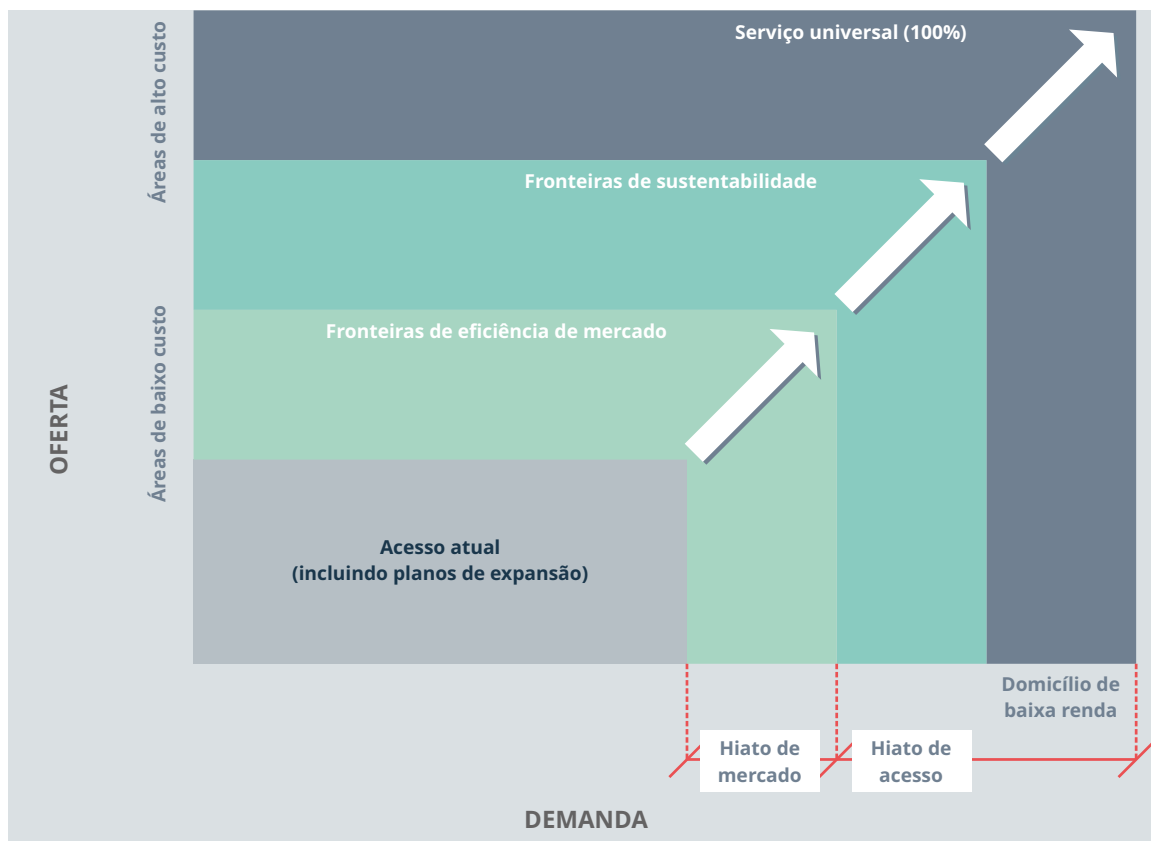 Serviço universal (100%)
Áreas de alto custo
Fronteiras de sustentabilidade
Fronteiras de eficiência de mercado
Áreas de baixo custo
OFERTA
Acesso atual
(incluindo planos de expansão)
Domicílio de
baixa renda
Hiato de
mercado
Hiato de
acesso
DEMANDA